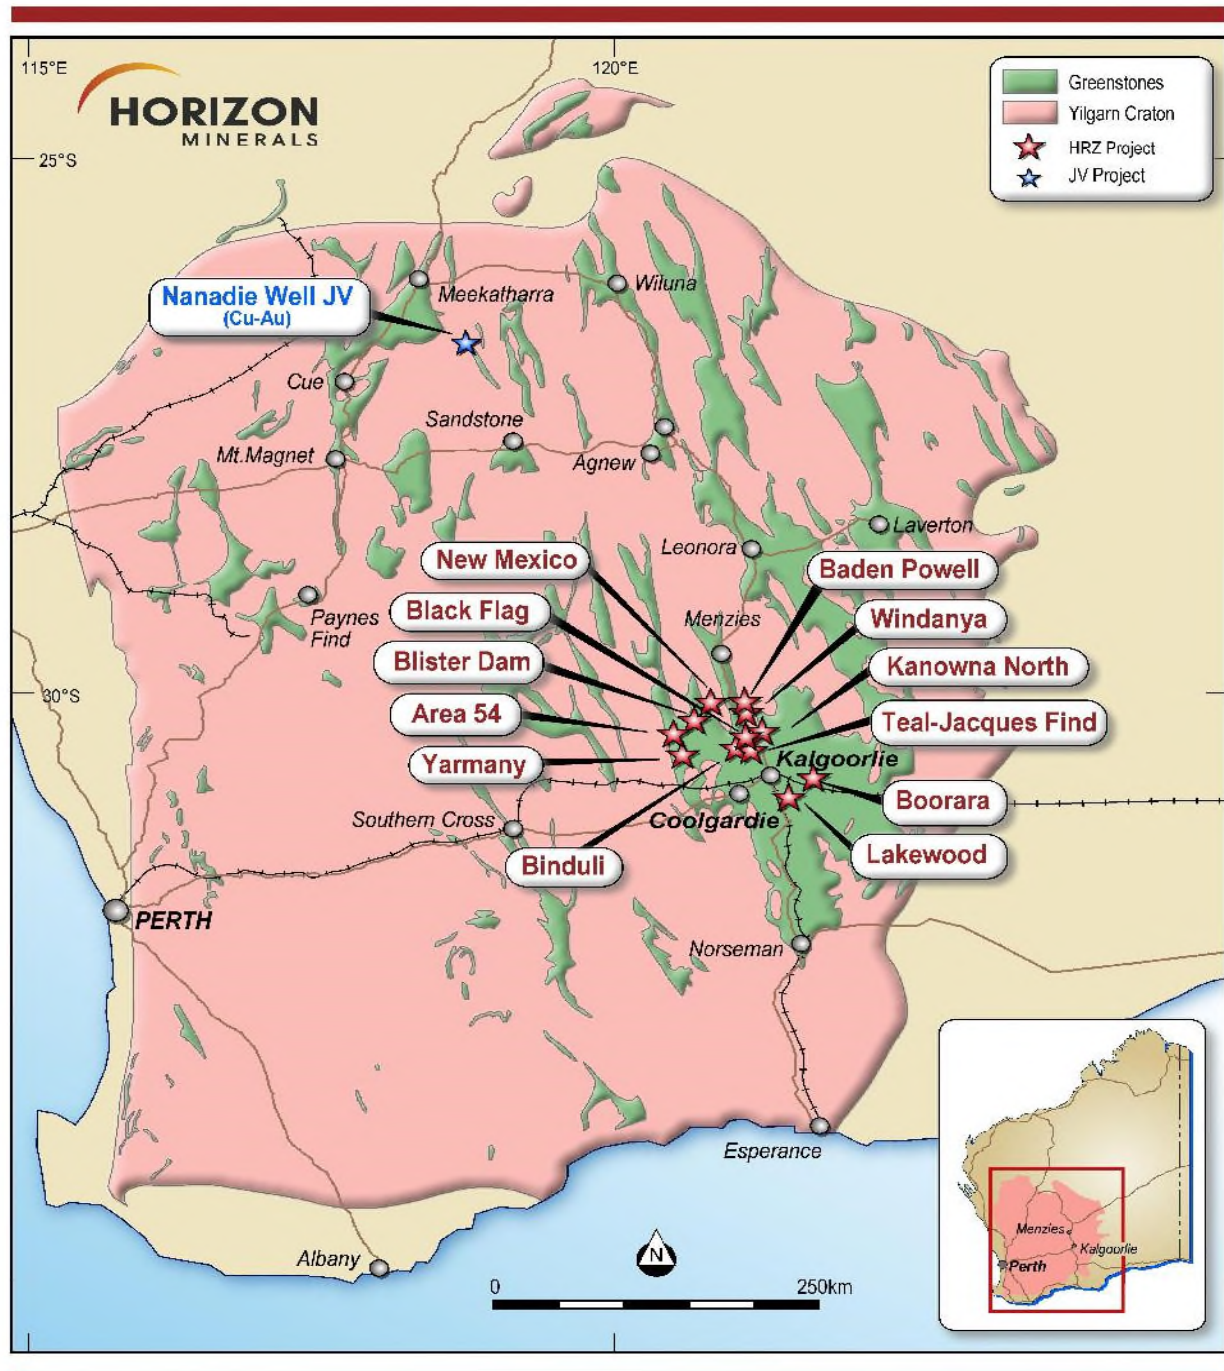 115°E
120°E
HORIZON
MINERALS
Greenstones
Yilgarn Craton
HRZ Project
JV Project
25°S
Nanadie Well JV
(Cu-Au)
Meekatharra
Wiluna
Cue
Sandstone
Mt.Magnet
Agnew
Laverton
Leonora
New Mexico
Baden Powell
Black Flag
Paynes
Find
Menzies
Windanya
Blister Dam
Kanowna North
30°S
Area 54
Teal-Jacques Find
Yarmany
Kalgoorlie
Boorara
Southern Cross
Coolgardie
Binduli
Lakewood
PERTH
Norseman
Esperance
Albany
N
0
250km
Menzies
Kalgoorlie
Perth